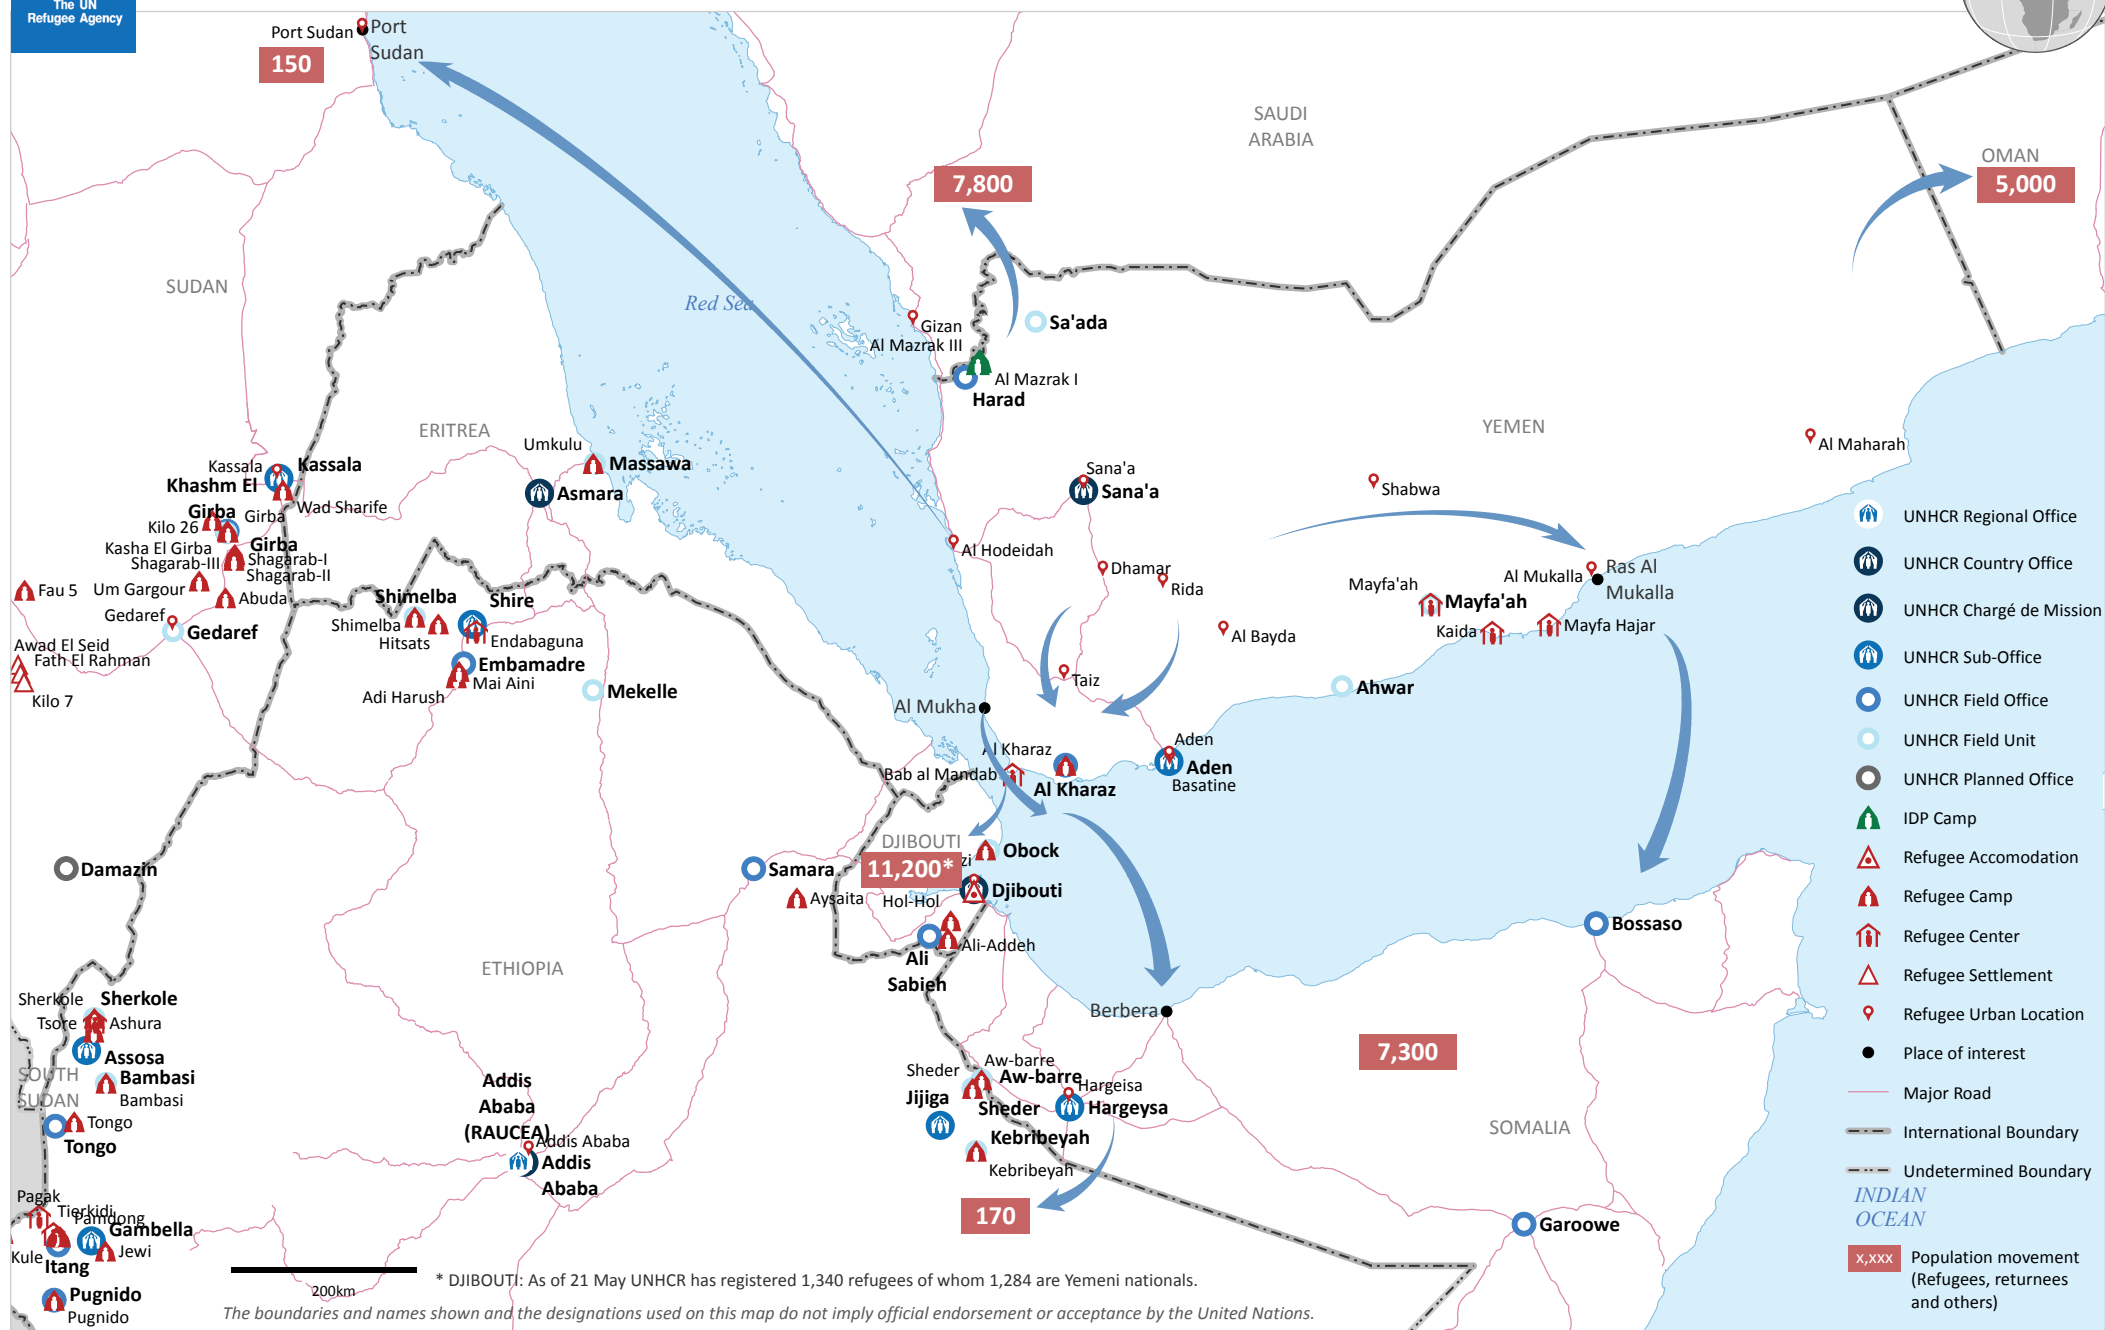 The UN
Refugee Agency
Port Sudan
Port
Sudan
150
SAUDI
ARABIA
OMAN
5,000
7,800
SUDAN
Red Sea
Gizan
Al Mazrak III
Sa'ada
Al Mazrak I
Harad
ERITREA
YEMEN
Al Maharah
Umkulu
Massawa
Asmara
Kassala
Kassala
Khashm El
Girba
Wad Sharife
Girba
Kilo 26
Girba
Kasha El Girba
Shagarab-I
Shagarab-III
Shagarab-II
Fau 5
Um Gargour
Abuda
Gedaref
Gedaref
Awad El Seid
Fath El Rahman
Kilo 7
Sana'a
Sana'a
Shabwa
Al Hodeidah
Dhamar
Rida
Al Bayda
Taiz
Mayfa'ah
Mayfa'ah
Al Mukalla
Ras Al
Mukalla
Kaida
Mayfa Hajar
Ahwar
Shimelba
Shimelba
Hitsats
Shire
Endabaguna
Embamadre
Mai Aini
Adi Harush
Mekelle
Al Mukha
Al Kharaz
Bab al Mandab
Al Kharaz
Aden
Aden
Basatine
DJIBOUTI
11,200*
zi
Obock
Djibouti
Hol-Hol
Ali-Addeh
Ali
Sabieh
Samara
Aysaita
Damazin
ETHIOPIA
Bossaso
Berbera
7,300
SOMALIA
Sherkole
Sherkole
Tsore
Ashura
Assosa
SOUTH
SUDAN
Bambasi
Bambasi
Tongo
Tongo
Addis
Ababa
(RAUCEA)
Addis Ababa
Addis
Ababa
Sheder
Aw-barre
Aw-barre
Sheder
Jijiga
Hargeisa
Hargeysa
Kebribeyah
Kebribeyah
170
Garoowe
Pagak
Tierkidi
Pamdong
Gambella
Jewi
Kule
Itang
Pugnido
Pugnido
200km
* DJIBOUTI: As of 21 May UNHCR has registered 1,340 refugees of whom 1,284 are Yemeni nationals.
The boundaries and names shown and the designations used on this map do not imply official endorsement or acceptance by the United Nations.
UNHCR Regional Office
UNHCR Country Office
UNHCR Chargé de Mission
UNHCR Sub-Office
UNHCR Field Office
UNHCR Field Unit
UNHCR Planned Office
IDP Camp
Refugee Accomodation
Refugee Camp
Refugee Center
Refugee Settlement
Refugee Urban Location
Place of interest
Major Road
International Boundary
Undetermined Boundary
INDIAN
OCEAN
x,xxx
Population movement
(Refugees, returnees
and others)